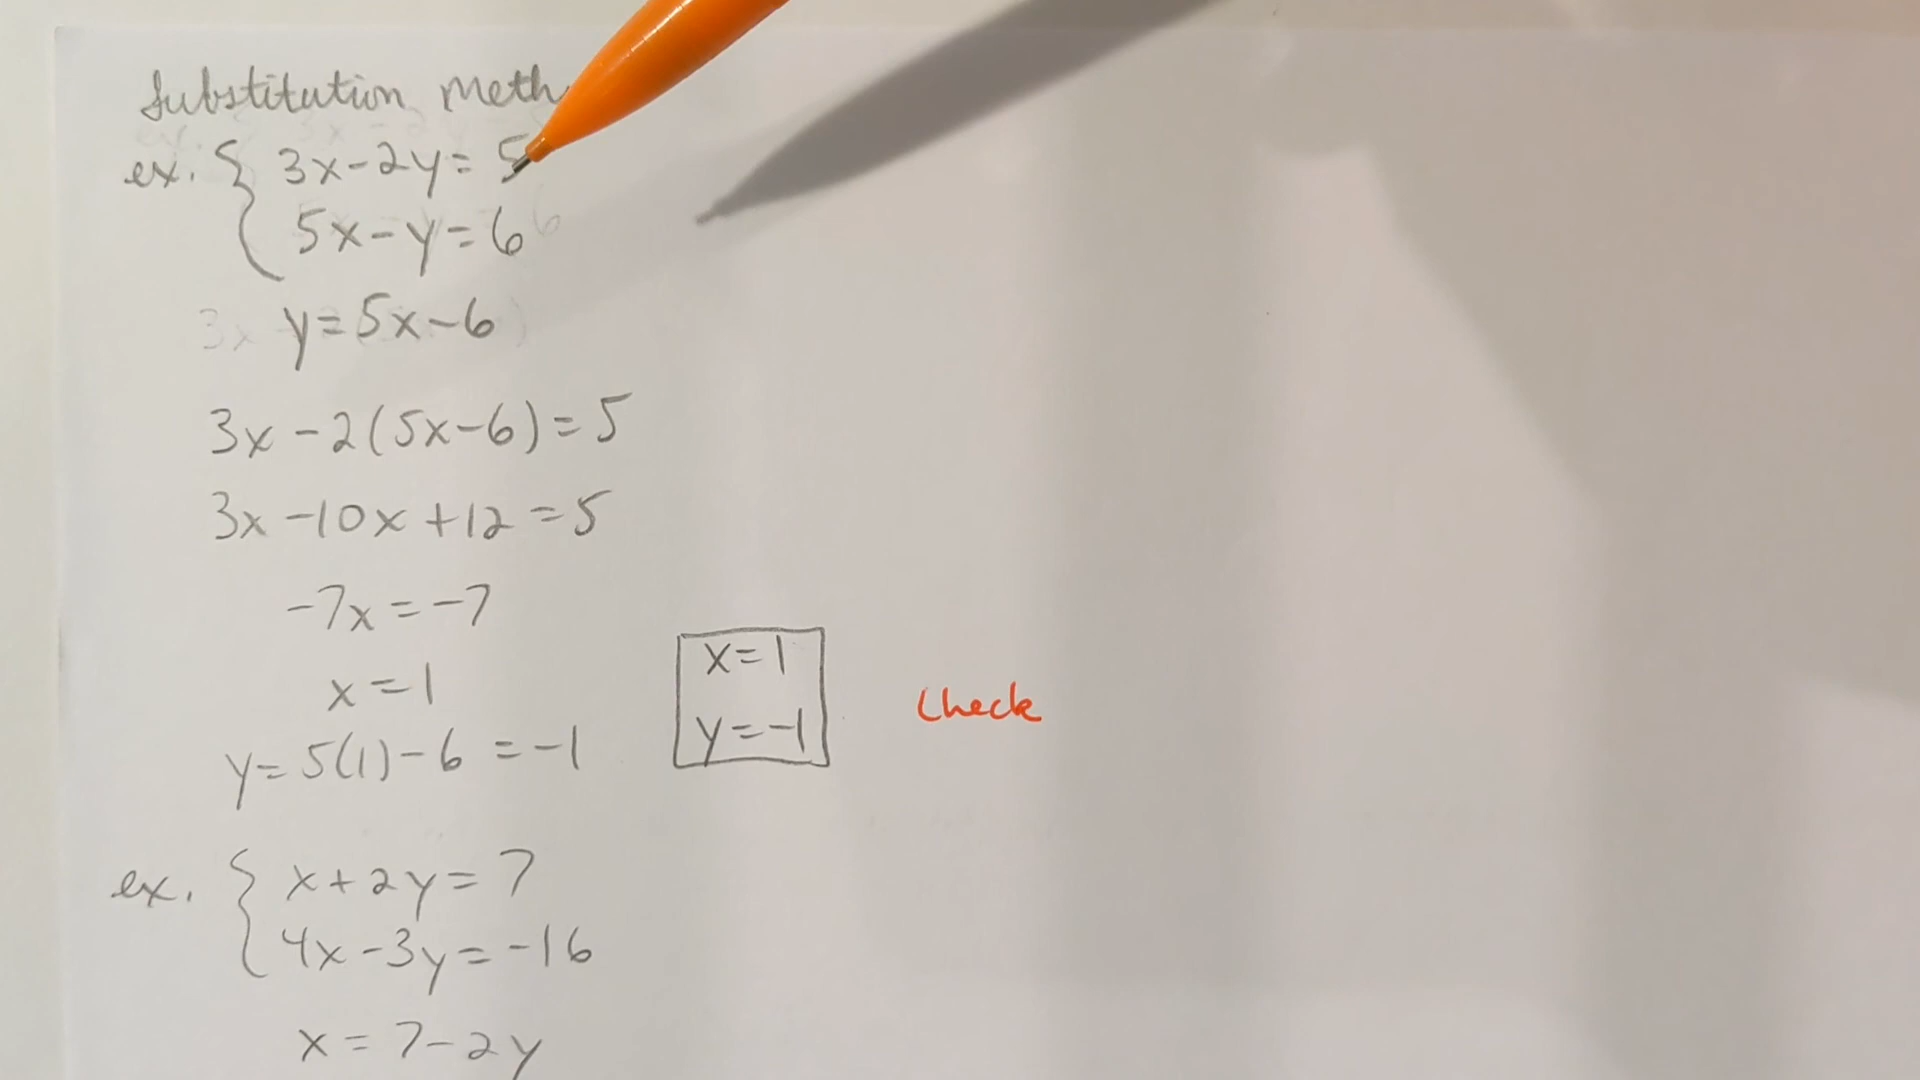 Substitution Meth
ex. { 3x-2y= 5
5x-y=6
y=5x-6
3x-2(5x-6)=5
3x-10x+12=5
-7x=-7
x=1
y=5(1)-6=-1
x=1
y=-1
Check
ex. { x+2y=7
4x-3y=-16
x=7-2y